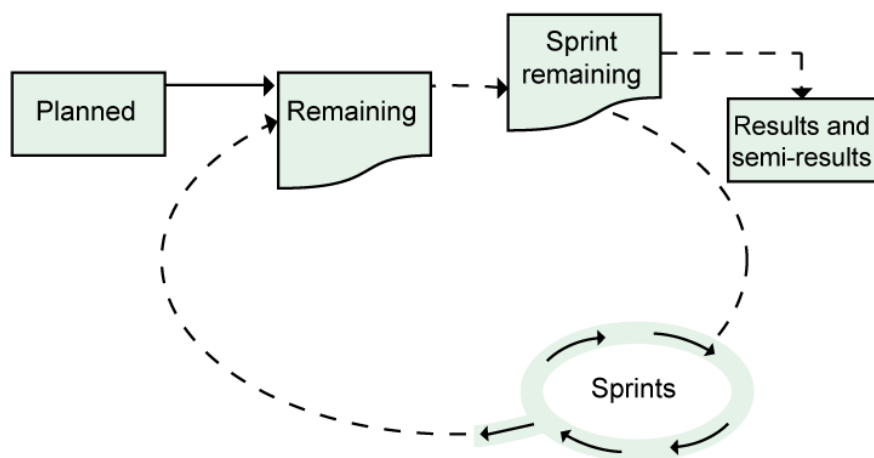 Planned
Remaining
Sprint
remaining
Results and
semi-results
Sprints